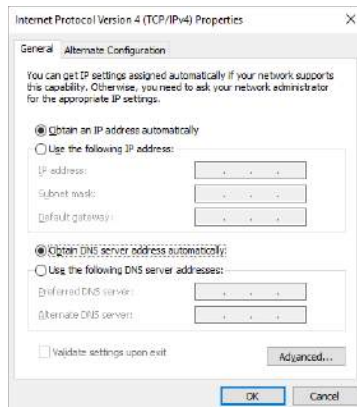 Internet Protocol Version 4 (TCP/IPv4) Properties
General
Alternate Configuration
You can get IP settings assigned automatically if your network supports
this capability. Otherwise, you need to ask your network administrator
for the appropriate IP settings.
Obtain an IP address automatically
Use the following IP address:
IP address:
Subnet mask:
Default gateway:
Obtain DNS server address automatically
Use the following DNS server addresses:
Preferred DNS server:
Alternate DNS server:
Validate settings upon exit
Advanced...
OK
Cancel